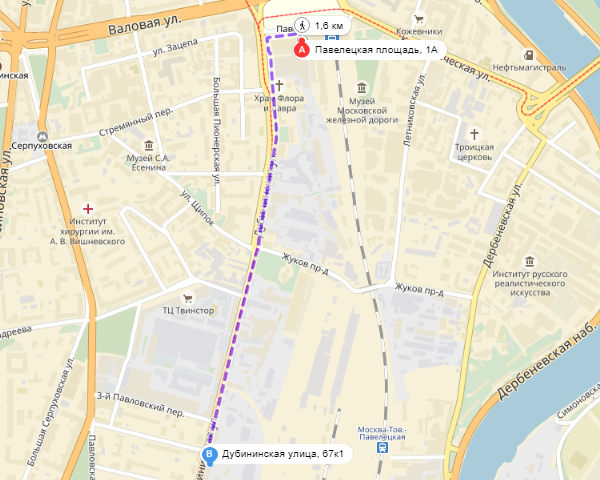 Валовая ул.
Паве
1,6 км
Кожевники
A
Павелецкая площадь, 1А
ул. Зацепа
ческая ул.
Нефтьмагистраль
инская
Большая Пионерская ул.
Храм Флора
и Лавра
Музей
Московской
железной дороги
Летниковская ул.
Стремянный пер.
Серпуховская
Музей С.А.
Есенина
Троицкая
церковь
ул. Щипок
Институт
хирургии им.
А. В. Вишневского
Дербеневская ул.
Жуков пр-д
Жуков пр-д
Институт русского
реалистического
искусства
ТЦ Твинстор
ндреева
Дербеневская наб.
Большая Серпуховская ул.
3-й Павловский пер.
Симоновска
Павловская
Москва-Тов.-
Павелецкая
B
Дубининская улица, 67к1